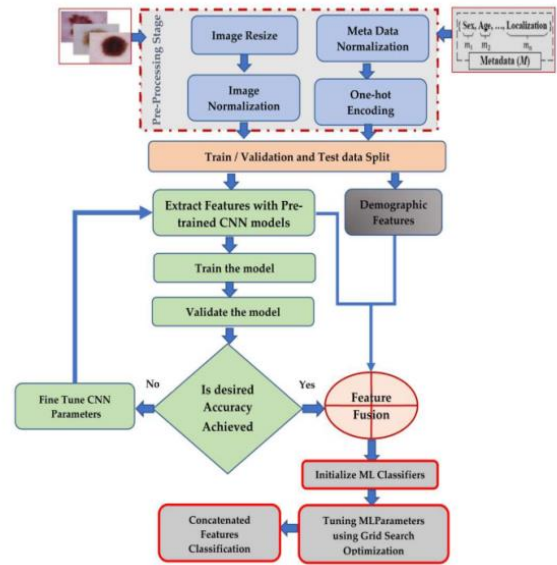 Pre-Processing Stage
Image Resize
Meta Data
Normalization
{ Sex, Age, ..., Localization }
m₁ m₂ mₙ
Metadata (M)
Image
Normalization
One-hot
Encoding
Train / Validation and Test data Split
Extract Features with Pre-
trained CNN models
Demographic
Features
Train the model
Validate the model
Is desired
Accuracy
Achieved
No
Yes
Fine Tune CNN
Parameters
Feature
Fusion
Initialize ML Classifiers
Tuning MLParameters
using Grid Search
Optimization
Concatenated
Features
Classification